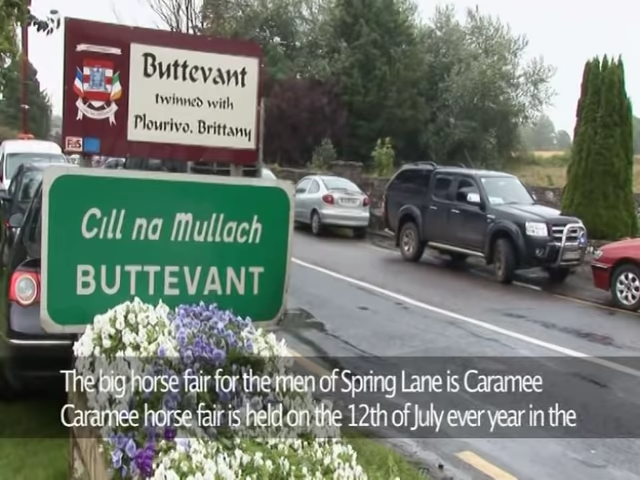 Buttevant
twinned with
Plourivo. Brittany
Cill na Mullach
BUTTEVANT
The big horse fair for the men of Spring Lane is Caramee
Caramee horse fair is held on the 12th of July ever year in the